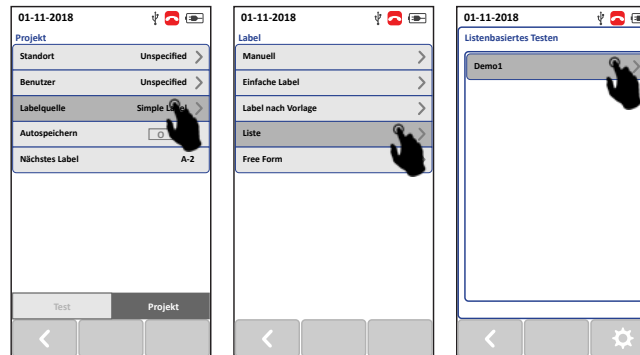 01-11-2018
Projekt
Standort Unspecified
Benutzer Unspecified
Labelquelle Simple Label
Autospeichern
Nächstes Label A-2
Test Projekt
01-11-2018
Label
Manuell
Einfache Label
Label nach Vorlage
Liste
Free Form
01-11-2018
Listenbasiertes Testen
Demo1